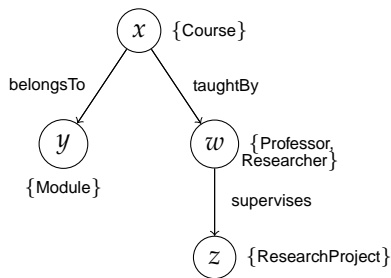 x {Course}
belongsTo taughtBy
y w {Professor,
Researcher}
{Module}
supervises
z {ResearchProject}